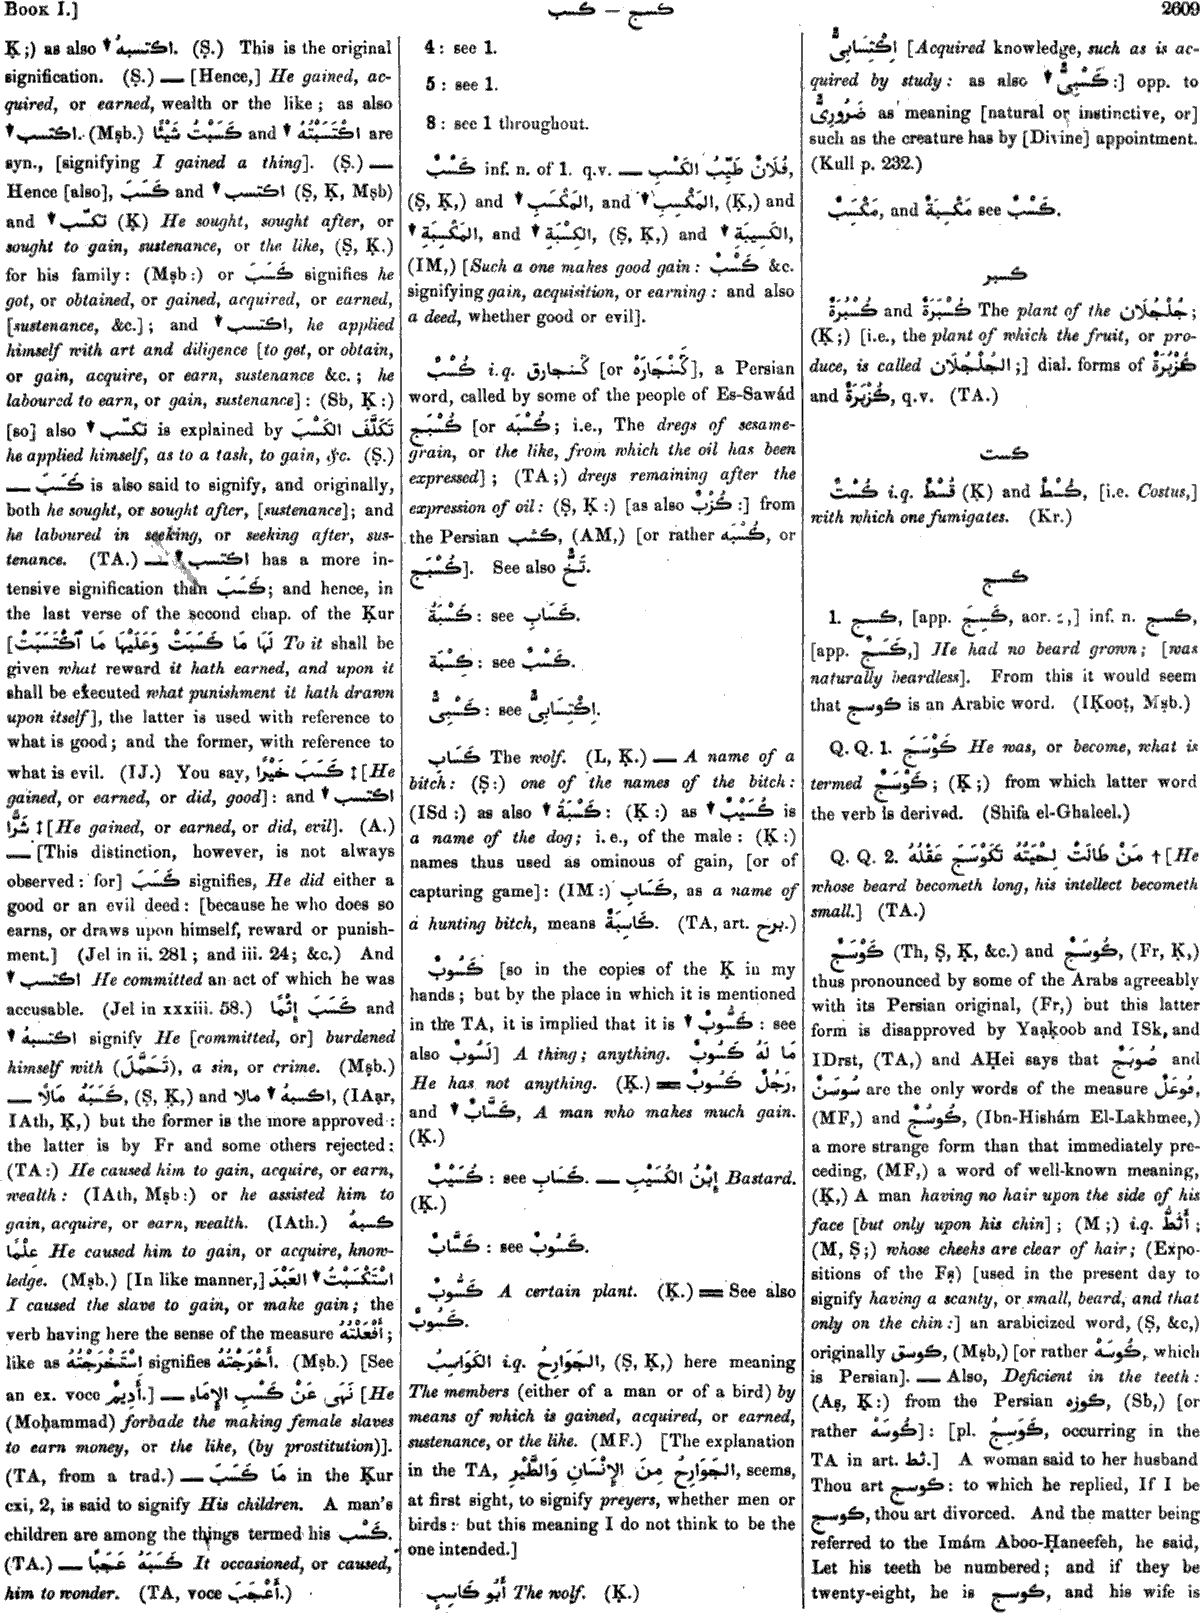 BOOK I.]
كسب — كسج
2609
Ḳ;) as also ↓ اكتسبهُ. (Ṣ.) This is the original
signification. (Ṣ.) — [Hence,] He gained, ac-
quired, or earned, wealth or the like; as also
↓ اكتسب. (Mṣb.) كَسَبْتُ شَيْئًا and ↓ اكْتَسَبْتُهُ are
syn., [signifying I gained a thing]. (Ṣ.) —
Hence [also], كَسَبَ and ↓ اكتسب (Ṣ, Ḳ, Mṣb)
and ↓ تكسّب (Ḳ) He sought, sought after, or
sought to gain, sustenance, or the like, (Ṣ, Ḳ.)
for his family: (Mṣb:) or كَسَبَ signifies he
got, or obtained, or gained, acquired, or earned,
[sustenance, &c.]; and ↓ اكتسب, he applied
himself with art and diligence [to get, or obtain,
or gain, acquire, or earn, sustenance &c.; he
laboured to earn, or gain, sustenance]: (Sb, Ḳ:)
[so] also ↓ تكسّب is explained by تَكَلَّفَ الكَسْبَ
he applied himself, as to a task, to gain, &c. (Ṣ.)
— كَسَبَ is also said to signify, and originally,
both he sought, or sought after, [sustenance]; and
he laboured in seeking, or seeking after, sus-
tenance. (TA.) — ↓ اكتسب has a more in-
tensive signification than كَسَبَ; and hence, in
the last verse of the second chap. of the Ḳur
[لَهَا مَا كَسَبَتْ وَعَلَيْهَا مَا ٱكْتَسَبَتْ To it shall be
given what reward it hath earned, and upon it
shall be executed what punishment it hath drawn
upon itself], the latter is used with reference to
what is good; and the former, with reference to
what is evil. (IJ.) You say, كَسَبَ خَيْرًا ‡ [He
gained, or earned, or did, good]: and ↓ اكتسب
شَرًّا ‡ [He gained, or earned, or did, evil]. (A.)
— [This distinction, however, is not always
observed: for] كَسَبَ signifies, He did either a
good or an evil deed: [because he who does so
earns, or draws upon himself, reward or punish-
ment.] (Jel in ii. 281; and iii. 24; &c.) And
↓ اكتسب He committed an act of which he was
accusable. (Jel in xxxiii. 58.) كَسَبَ إِثْمًا and
↓ اكتسبهُ signify He [committed, or] burdened
himself with (تَحَمَّلَ), a sin, or crime. (Mṣb.)
— كَسَبَهُ مَالًا, (Ṣ, Ḳ,) and ↓ اكسبهُ مالا, (IAạr,
IAth, Ḳ,) but the former is the more approved:
the latter is by Fr and some others rejected:
(TA:) He caused him to gain, acquire, or earn,
wealth: (IAth, Mṣb:) or he assisted him to
gain, acquire, or earn, wealth. (IAth.) كسبهُ
عِلْمًا He caused him to gain, or acquire, know-
ledge. (Mṣb.) [In like manner,] ↓ اسْتَكْسَبْتُ العَبْدَ
I caused the slave to gain, or make gain; the
verb having here the sense of the measure أَفْعَلْتُهُ;
like as اسْتَخْرَجْتُهُ signifies أَخْرَجْتُهُ. (Mṣb.) [See
an ex. voce أَدِيمٌ.] — نَهَى عَنْ كَسْبِ الإِمَاءِ [He
(Moḥammad) forbade the making female slaves
to earn money, or the like, (by prostitution)].
(TA, from a trad.) — مَا كَسَبَ in the Ḳur
cxi, 2, is said to signify His children. A man's
children are among the things termed his كَسْب.
(TA.) — كَسَبَهُ عَجَبًا It occasioned, or caused,
him to wonder. (TA, voce أَعْجَبَ.)
4: see 1.
5: see 1.
8: see 1 throughout.
كَسْبٌ inf. n. of 1. q.v. — فُلَانٌ طَيِّبُ الكَسْبِ,
(Ṣ, Ḳ,) and ↓ المَكْسَبِ, and ↓ المَكْسِبِ, (Ḳ,) and
↓ المَكْسِبَةِ, and ↓ الكِسْبَةِ, (Ṣ, Ḳ,) and ↓ الكَسِيبَةِ,
(IM,) [Such a one makes good gain: كَسْبٌ &c.
signifying gain, acquisition, or earning: and also
a deed, whether good or evil].
كُسْبٌ i.q. كُنجارق [or كُنْجَارَهْ], a Persian
word, called by some of the people of Es-Sawád
كُسْبَج [or كُسْبَه; i.e., The dregs of sesame-
grain, or the like, from which the oil has been
expressed]; (TA;) dregs remaining after the
expression of oil: (Ṣ, Ḳ:) [as also كُزْبٌ:] from
the Persian كشب, (AM,) [or rather كُسْبَه, or
كُسْبَج]. See also تَخٌّ.
كَسْبَةُ: see كَسَابِ.
كِسْبَة: see كَسْبٌ.
كَسْبِىٌّ: see اِكْتِسَابِىٌّ.
كَسَابِ The wolf. (L, Ḳ.) — A name of a
bitch: (Ṣ:) one of the names of the bitch:
(ISd:) as also ↓ كَسْبَةُ: (Ḳ:) as ↓ كُسَيْبٌ is
a name of the dog; i.e., of the male: (Ḳ:)
names thus used as ominous of gain, [or of
capturing game]: (IM:) كَسَابِ, as a name of
a hunting bitch, means كَاسِبَةٌ. (TA, art. برح.)
كَسُوبٌ [so in the copies of the Ḳ in my
hands; but by the place in which it is mentioned
in the TA, it is implied that it is ↓ كَسُّوبٌ: see
also لَسُوبٌ] A thing; anything. مَا لَهُ كَسُوبٌ
He has not anything. (Ḳ.) = رَجُلٌ كَسُوبٌ,
and ↓ كَسَّابٌ, A man who makes much gain.
(Ḳ.)
كُسَيْبٌ: see كَسَابِ. — إِبْنُ الكُسَيْبِ Bastard.
(Ḳ.)
كَسَّابٌ: see كَسُوبٌ.
كَسُّوبٌ A certain plant. (Ḳ.) = See also
كَسُوبٌ.
الكَوَاسِبُ i.q. الجَوَارِحُ, (Ṣ, Ḳ,) here meaning
The members (either of a man or of a bird) by
means of which is gained, acquired, or earned,
sustenance, or the like. (MF.) [The explanation
in the TA, الجَوَارِحُ مِنَ الإِنْسَانِ وَالطَّيْرِ, seems,
at first sight, to signify preyers, whether men or
birds: but this meaning I do not think to be the
one intended.]
أَبُو كَاسِبٍ The wolf. (Ḳ.)
اِكْتِسَابِىٌّ [Acquired knowledge, such as is ac-
quired by study: as also ↓ كَسْبِىٌّ:] opp. to
ضَرُورِىٌّ as meaning [natural or instinctive, or]
such as the creature has by [Divine] appointment.
(Kull p. 232.)
مَكْسَبٌ, and مَكْسِبَةٌ see كَسْبٌ.
كسبر
كُسْبُرَةٌ and كُسْبَرَةٌ The plant of the جُلْجُلَان;
(Ḳ;) [i.e., the plant of which the fruit, or pro-
duce, is called الجُلْجُلَان;] dial. forms of كُزْبُرَةٌ
and كُزْبَرَةٌ, q.v. (TA.)
كست
كُسْتٌ i.q. قُسْطٌ (Ḳ) and كُسْطٌ, [i.e. Costus,]
with which one fumigates. (Kr.)
كسج
1. كسج, [app. كَسِجَ, aor. ـَ,] inf. n. كسج,
[app. كَسَجٌ,] He had no beard grown; [was
naturally beardless]. From this it would seem
that كوسج is an Arabic word. (IḲooṭ, Mṣb.)
Q. Q. 1. كَوْسَجَ He was, or become, what is
termed كَوْسَجٌ; (Ḳ;) from which latter word
the verb is derived. (Shifa el-Ghaleel.)
Q. Q. 2. مَنْ طَالَتْ لِحْيَتُهُ تَكَوْسَجَ عَقْلُهُ † [He
whose beard becometh long, his intellect becometh
small.] (TA.)
كَوْسَجٌ (Th, Ṣ, Ḳ, &c.) and كُوسَجٌ, (Fr, Ḳ,)
thus pronounced by some of the Arabs agreeably
with its Persian original, (Fr,) but this latter
form is disapproved by Yaạḳoob and ISk, and
IDrst, (TA,) and AḤei says that صُوبَجٌ and
سُوسَنٌ are the only words of the measure فُوعَلٌ,
(MF,) and كُوسُجٌ, (Ibn-Hishám El-Lakhmee,)
a more strange form than that immediately pre-
ceding, (MF,) a word of well-known meaning,
(Ḳ,) A man having no hair upon the side of his
face [but only upon his chin]; (M;) i.q. أَثَطُّ;
(M, Ṣ;) whose cheeks are clear of hair; (Expo-
sitions of the Fṣ) [used in the present day to
signify having a scanty, or small, beard, and that
only on the chin:] an arabicized word, (Ṣ, &c,)
originally كوسق, (Mṣb,) [or rather كُوسَهْ, which
is Persian]. — Also, Deficient in the teeth:
(Aṣ, Ḳ:) from the Persian كوزه, (Sb,) [or
rather كُوسَهْ]: [pl. كَوَسِجُ, occurring in the
TA in art. ثط.] A woman said to her husband
Thou art كوسج: to which he replied, If I be
كوسج, thou art divorced. And the matter being
referred to the Imám Aboo-Ḥaneefeh, he said,
Let his teeth be numbered; and if they be
twenty-eight, he is كوسج, and his wife is